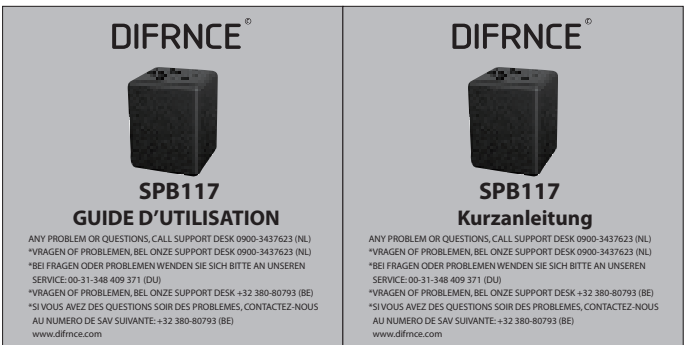 DIFRNCE©
SPB117
GUIDE D'UTILISATION
ANY PROBLEM OR QUESTIONS, CALL SUPPORT DESK 0900-3437623 (NL)
*VRAGEN OF PROBLEMEN, BEL ONZE SUPPORT DESK 0900-3437623 (NL)
*BEI FRAGEN ODER PROBLEMEN WENDEN SIE SICH BITTE AN UNSEREN
SERVICE: 00-31-348 409 371 (DU)
*VRAGEN OF PROBLEMEN, BEL ONZE SUPPORT DESK +32 380-80793 (BE)
*SI VOUS AVEZ DES QUESTIONS SOIR DES PROBLEMES, CONTACTEZ-NOUS
AU NUMERO DE SAV SUIVANTE: +32 380-80793 (BE)
www.difrnce.com
DIFRNCE©
SPB117
Kurzanleitung
ANY PROBLEM OR QUESTIONS, CALL SUPPORT DESK 0900-3437623 (NL)
*VRAGEN OF PROBLEMEN, BEL ONZE SUPPORT DESK 0900-3437623 (NL)
*BEI FRAGEN ODER PROBLEMEN WENDEN SIE SICH BITTE AN UNSEREN
SERVICE: 00-31-348 409 371 (DU)
*VRAGEN OF PROBLEMEN, BEL ONZE SUPPORT DESK +32 380-80793 (BE)
*SI VOUS AVEZ DES QUESTIONS SOIR DES PROBLEMES, CONTACTEZ-NOUS
AU NUMERO DE SAV SUIVANTE: +32 380-80793 (BE)
www.difrnce.com